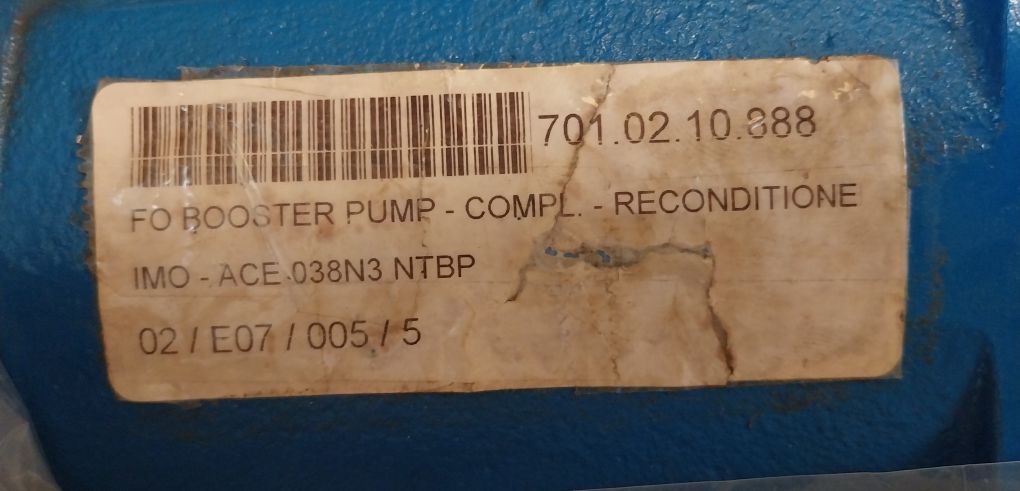 701.02.10.888
FO BOOSTER PUMP - COMPL. - RECONDITIONE
IMO - ACE 038N3 NTBP
02 / E07 / 005 / 5